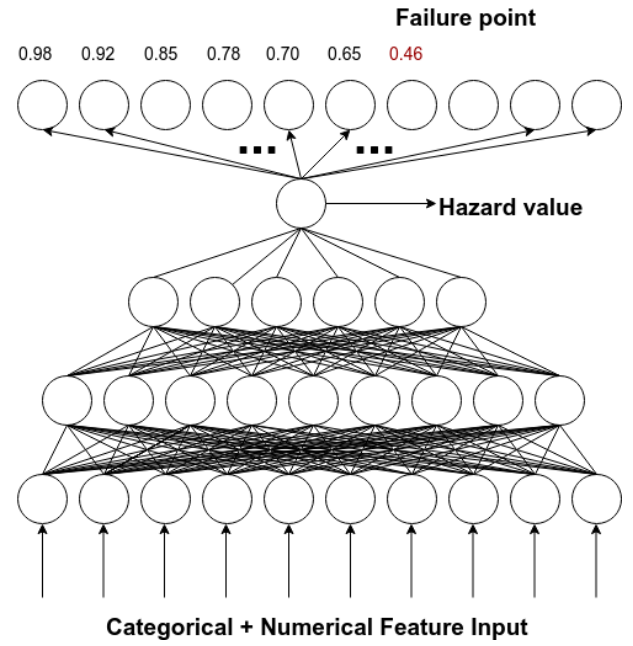 Failure point
0.98 0.92 0.85 0.78 0.70 0.65 0.46
Hazard value
Categorical + Numerical Feature Input